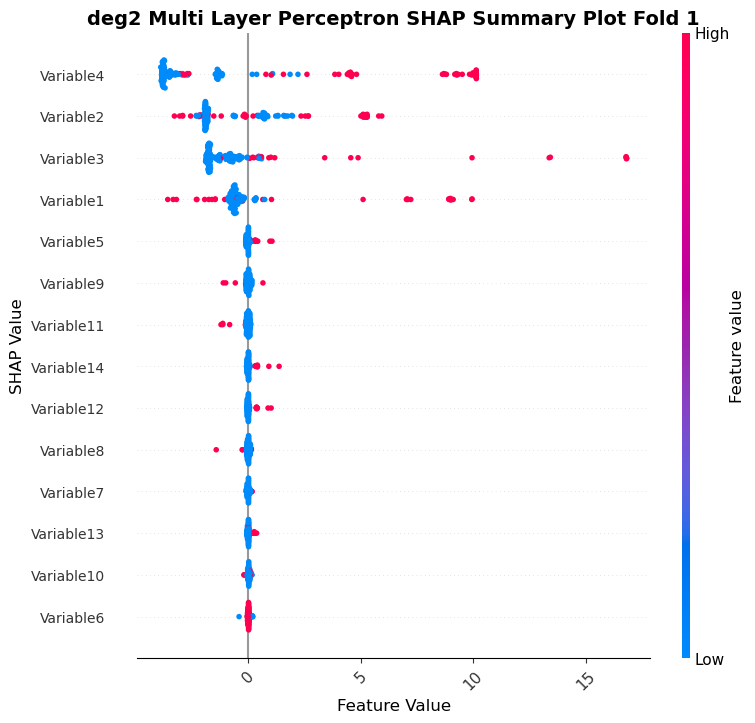 deg2 Multi Layer Perceptron SHAP Summary Plot Fold 1
High
Variable4
Variable2
Variable3
Variable1
Variable5
Variable9
Variable11
Variable14
Variable12
Variable8
Variable7
Variable13
Variable10
Variable6
SHAP Value
Feature value
Low
0
5
10
15
Feature Value